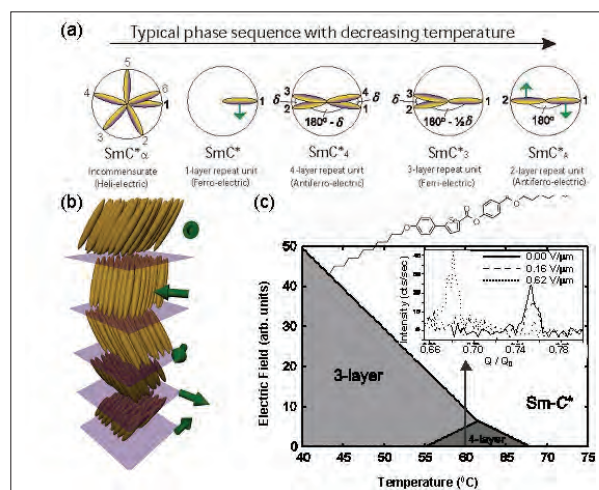 (a)
Typical phase sequence with decreasing temperature
5
4
6
1
3
2
1
δ
3
2
4
1
δ
180° - δ
δ
3
2
1
180° - ½δ
2
1
180°
SmC*α
SmC*
SmC*4
SmC*3
SmC*A
Incommensurate
(Heli-electric)
1-layer repeat unit
(Ferro-electric)
4-layer repeat unit
(Antiferro-electric)
3-layer repeat unit
(Ferri-electric)
2-layer repeat unit
(Antiferro-electric)
(b)
(c)
Electric Field (arb. units)
50
40
30
20
10
0
40
45
50
55
60
65
70
75
Temperature (°C)
3-layer
4-layer
Sm-C*
Intensity (cts/sec)
0.00 V/µm
0.16 V/µm
0.62 V/µm
0.66
0.70
0.74
0.78
Q / Q0